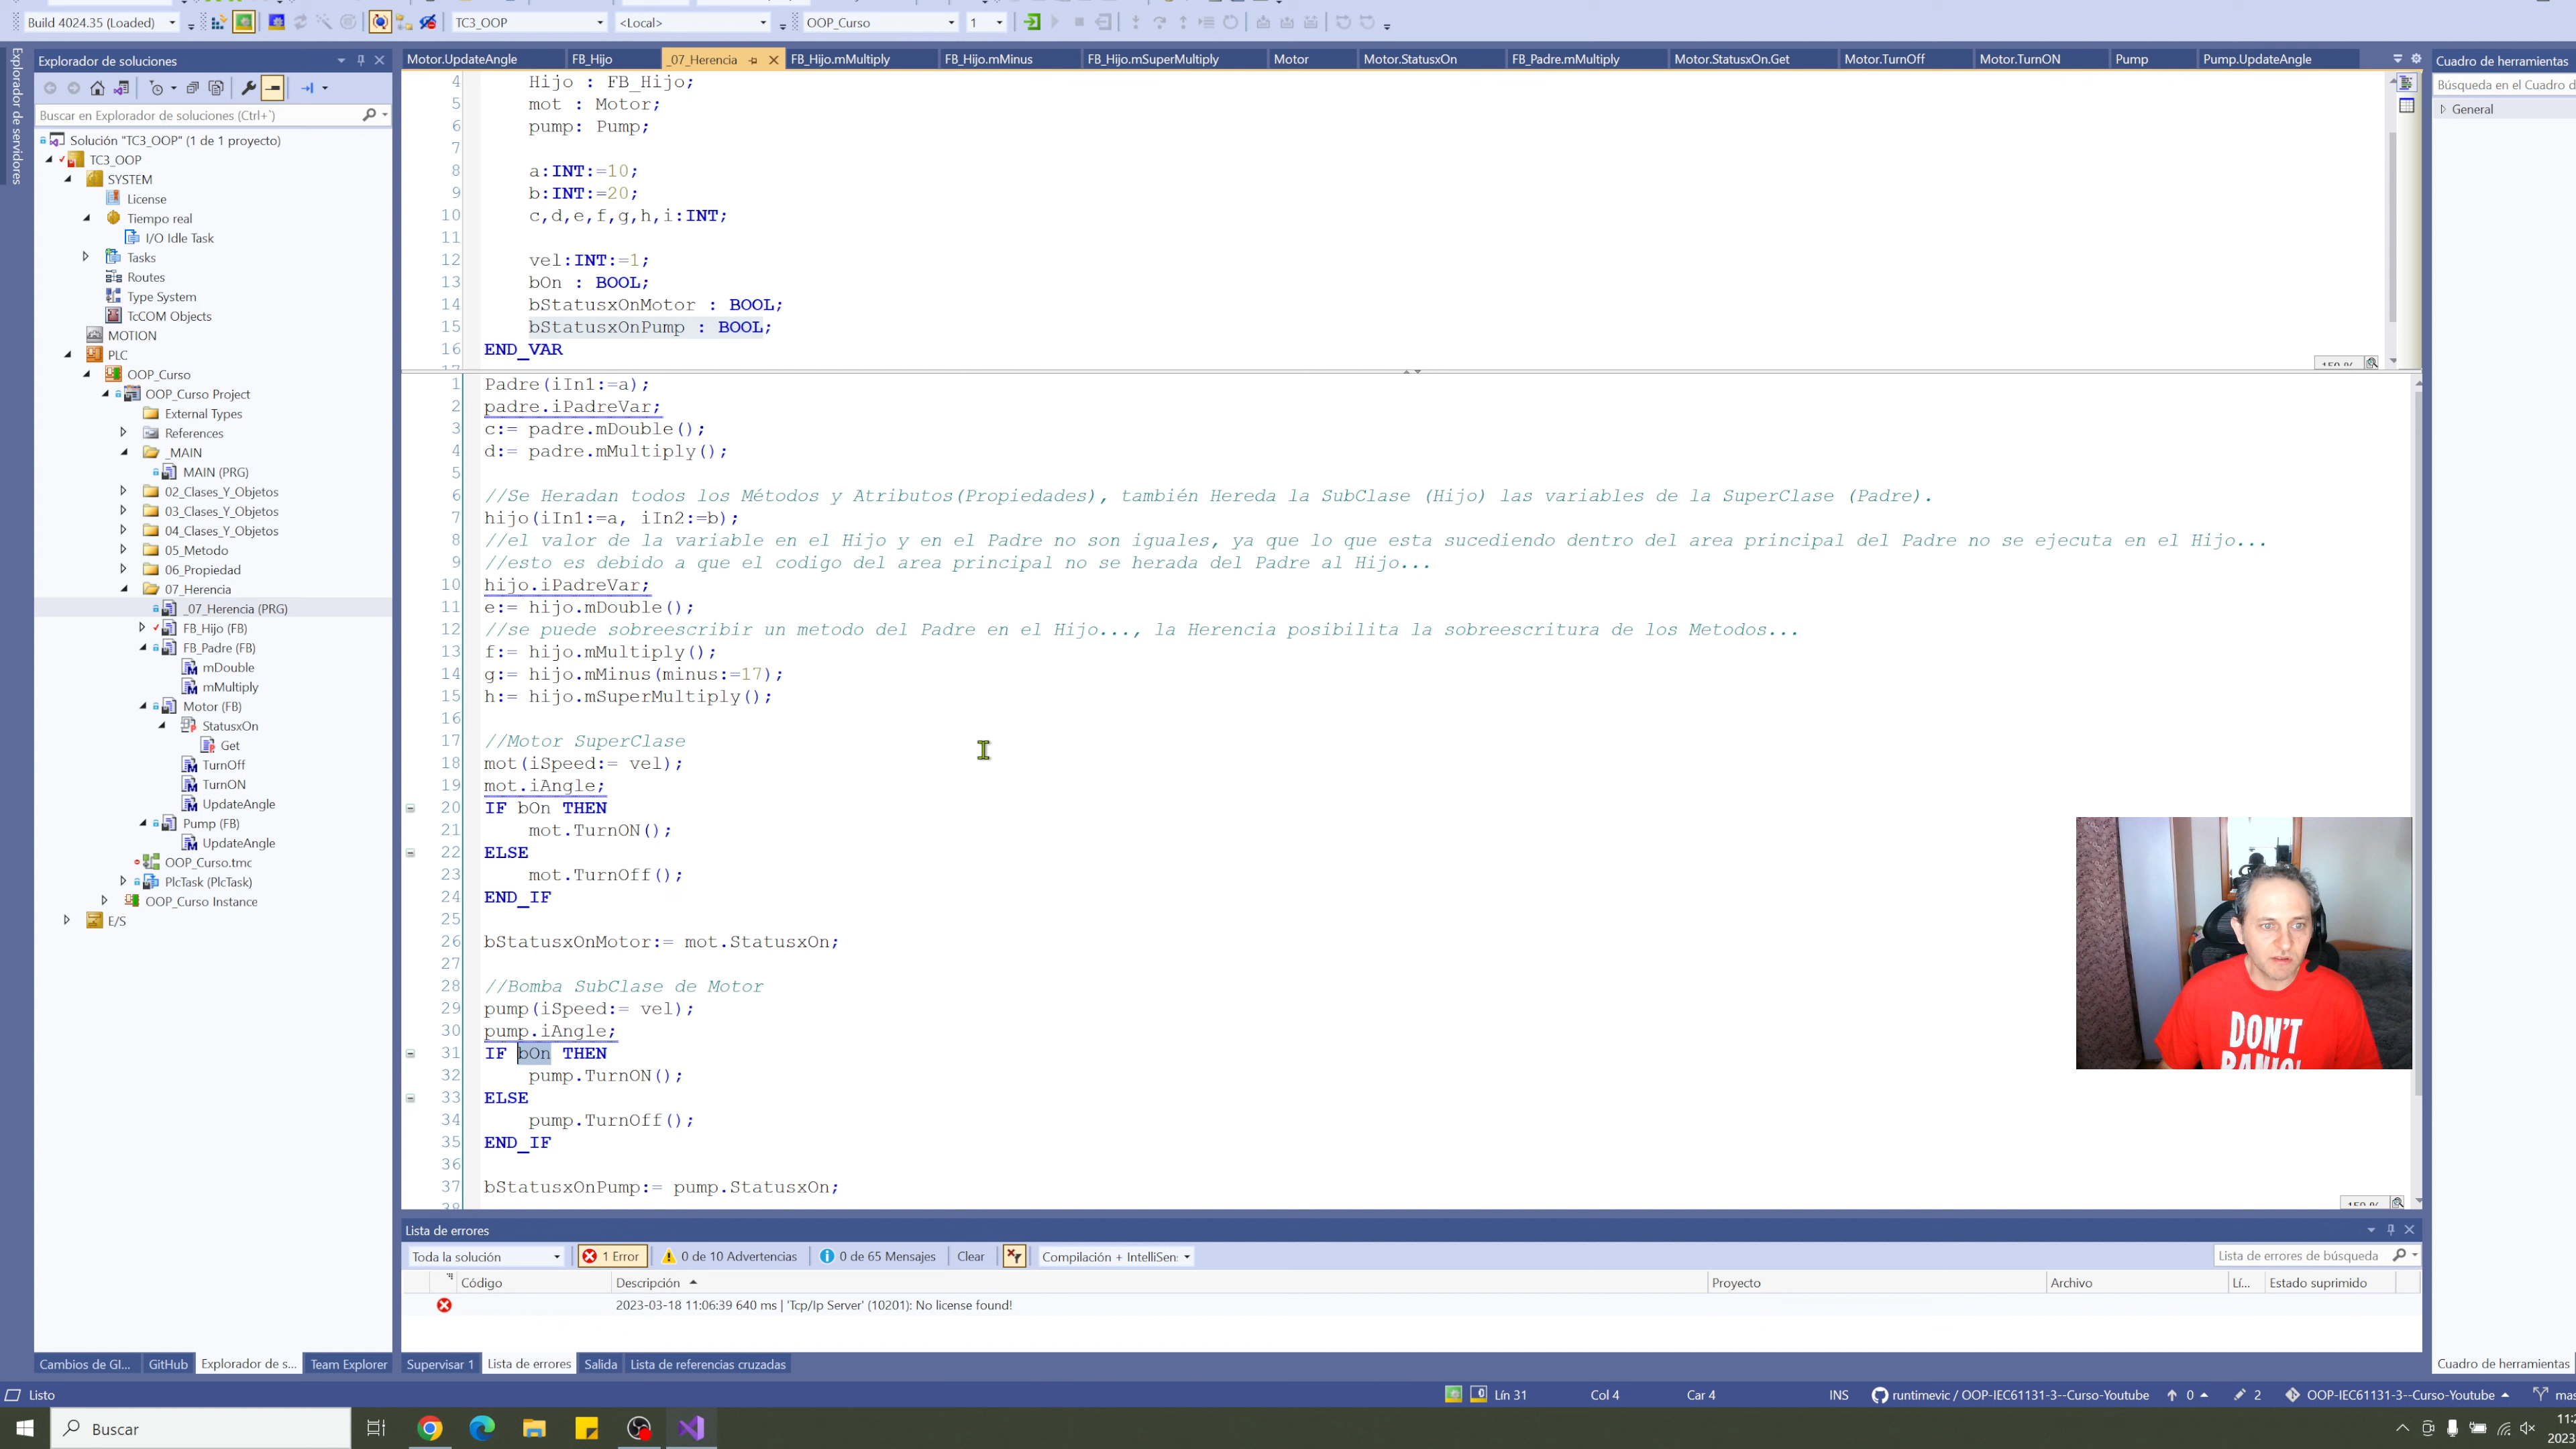 Build 4024.35 (Loaded)
TC3_OOP
<Local>
OOP_Curso
1
Explorador de servidores
Explorador de soluciones
Buscar en Explorador de soluciones (Ctrl+`)
Solución "TC3_OOP" (1 de 1 proyecto)
TC3_OOP
SYSTEM
License
Tiempo real
I/O Idle Task
Tasks
Routes
Type System
TcCOM Objects
MOTION
PLC
OOP_Curso
OOP_Curso Project
External Types
References
_MAIN
MAIN (PRG)
02_Clases_Y_Objetos
03_Clases_Y_Objetos
04_Clases_Y_Objetos
05_Metodo
06_Propiedad
07_Herencia
_07_Herencia (PRG)
FB_Hijo (FB)
FB_Padre (FB)
mDouble
mMultiply
Motor (FB)
StatusxOn
Get
TurnOff
TurnON
UpdateAngle
Pump (FB)
UpdateAngle
OOP_Curso.tmc
PlcTask (PlcTask)
OOP_Curso Instance
E/S
Motor.UpdateAngle
FB_Hijo
_07_Herencia
FB_Hijo.mMultiply
FB_Hijo.mMinus
FB_Hijo.mSuperMultiply
Motor
Motor.StatusxOn
FB_Padre.mMultiply
Motor.StatusxOn.Get
Motor.TurnOff
Motor.TurnON
Pump
Pump.UpdateAngle
4 Hijo : FB_Hijo;
5 mot : Motor;
6 pump: Pump;
7
8 a:INT:=10;
9 b:INT:=20;
10 c,d,e,f,g,h,i:INT;
11
12 vel:INT:=1;
13 bOn : BOOL;
14 bStatusxOnMotor : BOOL;
15 bStatusxOnPump : BOOL;
16 END_VAR
1 Padre(iIn1:=a);
2 padre.iPadreVar;
3 c:= padre.mDouble();
4 d:= padre.mMultiply();
5
6 //Se Heradan todos los Métodos y Atributos(Propiedades), también Hereda la SubClase (Hijo) las variables de la SuperClase (Padre).
7 hijo(iIn1:=a, iIn2:=b);
8 //el valor de la variable en el Hijo y en el Padre no son iguales, ya que lo que esta sucediendo dentro del area principal del Padre no se ejecuta en el Hijo...
9 //esto es debido a que el codigo del area principal no se herada del Padre al Hijo...
10 hijo.iPadreVar;
11 e:= hijo.mDouble();
12 //se puede sobreescribir un metodo del Padre en el Hijo..., la Herencia posibilita la sobreescritura de los Metodos...
13 f:= hijo.mMultiply();
14 g:= hijo.mMinus(minus:=17);
15 h:= hijo.mSuperMultiply();
16
17 //Motor SuperClase
18 mot(iSpeed:= vel);
19 mot.iAngle;
20 IF bOn THEN
21 mot.TurnON();
22 ELSE
23 mot.TurnOff();
24 END_IF
25
26 bStatusxOnMotor:= mot.StatusxOn;
27
28 //Bomba SubClase de Motor
29 pump(iSpeed:= vel);
30 pump.iAngle;
31 IF bOn THEN
32 pump.TurnON();
33 ELSE
34 pump.TurnOff();
35 END_IF
36
37 bStatusxOnPump:= pump.StatusxOn;
DON'T
PANIC!
Cuadro de herramientas
Búsqueda en el Cuadro d
General
Lista de errores
Toda la solución
1 Error
0 de 10 Advertencias
0 de 65 Mensajes
Clear
Compilación + IntelliSen:
Lista de errores de búsqueda
Código
Descripción
Proyecto
Archivo
Lí...
Estado suprimido
2023-03-18 11:06:39 640 ms | 'Tcp/Ip Server' (10201): No license found!
Cambios de GI...
GitHub
Explorador de s...
Team Explorer
Supervisar 1
Lista de errores
Salida
Lista de referencias cruzadas
Cuadro de herramientas
Listo
Lín 31
Col 4
Car 4
INS
runtimevic / OOP-IEC61131-3--Curso-Youtube
0
2
OOP-IEC61131-3--Curso-Youtube
mas
Buscar
11:2
2023